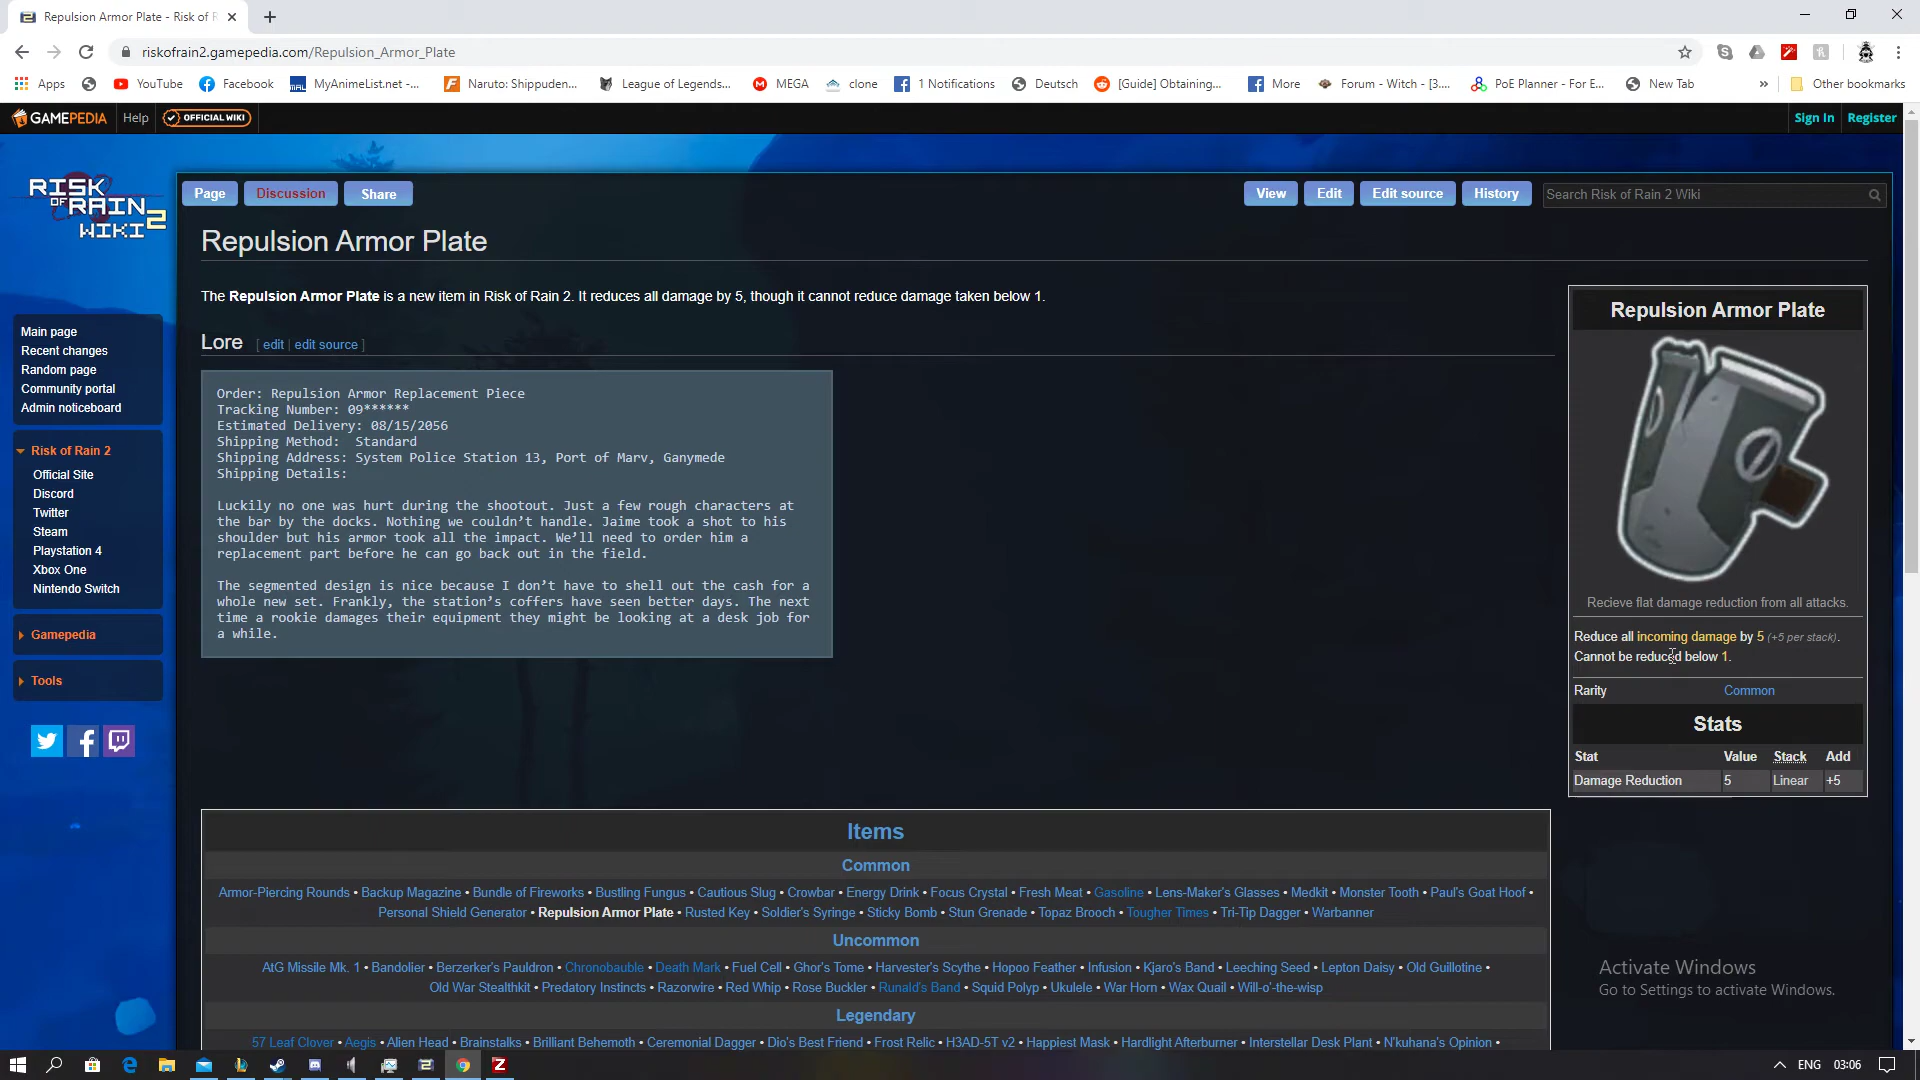 Repulsion Armor Plate - Risk of R
riskofrain2.gamepedia.com/Repulsion_Armor_Plate
Apps YouTube Facebook MyAnimeList.net -... Naruto: Shippuden... League of Legends... MEGA clone 1 Notifications Deutsch [Guide] Obtaining... More Forum - Witch - [3.... PoE Planner - For E... New Tab » Other bookmarks
GAMEPEDIA Help OFFICIAL WIKI Sign In Register
RISK OF RAIN 2 WIKI
Page Discussion Share View Edit Edit source History Search Risk of Rain 2 Wiki
Repulsion Armor Plate
The Repulsion Armor Plate is a new item in Risk of Rain 2. It reduces all damage by 5, though it cannot reduce damage taken below 1.
Lore [ edit | edit source ]
Order: Repulsion Armor Replacement Piece
Tracking Number: 09******
Estimated Delivery: 08/15/2056
Shipping Method: Standard
Shipping Address: System Police Station 13, Port of Marv, Ganymede
Shipping Details:
Luckily no one was hurt during the shootout. Just a few rough characters at
the bar by the docks. Nothing we couldn't handle. Jaime took a shot to his
shoulder but his armor took all the impact. We'll need to order him a
replacement part before he can go back out in the field.
The segmented design is nice because I don't have to shell out the cash for a
whole new set. Frankly, the station's coffers have seen better days. The next
time a rookie damages their equipment they might be looking at a desk job for
a while.
Main page
Recent changes
Random page
Community portal
Admin noticeboard
Risk of Rain 2
Official Site
Discord
Twitter
Steam
Playstation 4
Xbox One
Nintendo Switch
Gamepedia
Tools
Repulsion Armor Plate
Recieve flat damage reduction from all attacks.
Reduce all incoming damage by 5 (+5 per stack).
Cannot be reduced below 1.
Rarity Common
Stats
Stat Value Stack Add
Damage Reduction 5 Linear +5
Items
Common
Armor-Piercing Rounds • Backup Magazine • Bundle of Fireworks • Bustling Fungus • Cautious Slug • Crowbar • Energy Drink • Focus Crystal • Fresh Meat • Gasoline • Lens-Maker's Glasses • Medkit • Monster Tooth • Paul's Goat Hoof •
Personal Shield Generator • Repulsion Armor Plate • Rusted Key • Soldier's Syringe • Sticky Bomb • Stun Grenade • Topaz Brooch • Tougher Times • Tri-Tip Dagger • Warbanner
Uncommon
AtG Missile Mk. 1 • Bandolier • Berzerker's Pauldron • Chronobauble • Death Mark • Fuel Cell • Ghor's Tome • Harvester's Scythe • Hopoo Feather • Infusion • Kjaro's Band • Leeching Seed • Lepton Daisy • Old Guillotine •
Old War Stealthkit • Predatory Instincts • Razorwire • Red Whip • Rose Buckler • Runald's Band • Squid Polyp • Ukulele • War Horn • Wax Quail • Will-o'-the-wisp
Legendary
57 Leaf Clover • Aegis • Alien Head • Brainstalks • Brilliant Behemoth • Ceremonial Dagger • Dio's Best Friend • Frost Relic • H3AD-5T v2 • Happiest Mask • Hardlight Afterburner • Interstellar Desk Plant • N'kuhana's Opinion •
Activate Windows
Go to Settings to activate Windows.
ENG 03:06